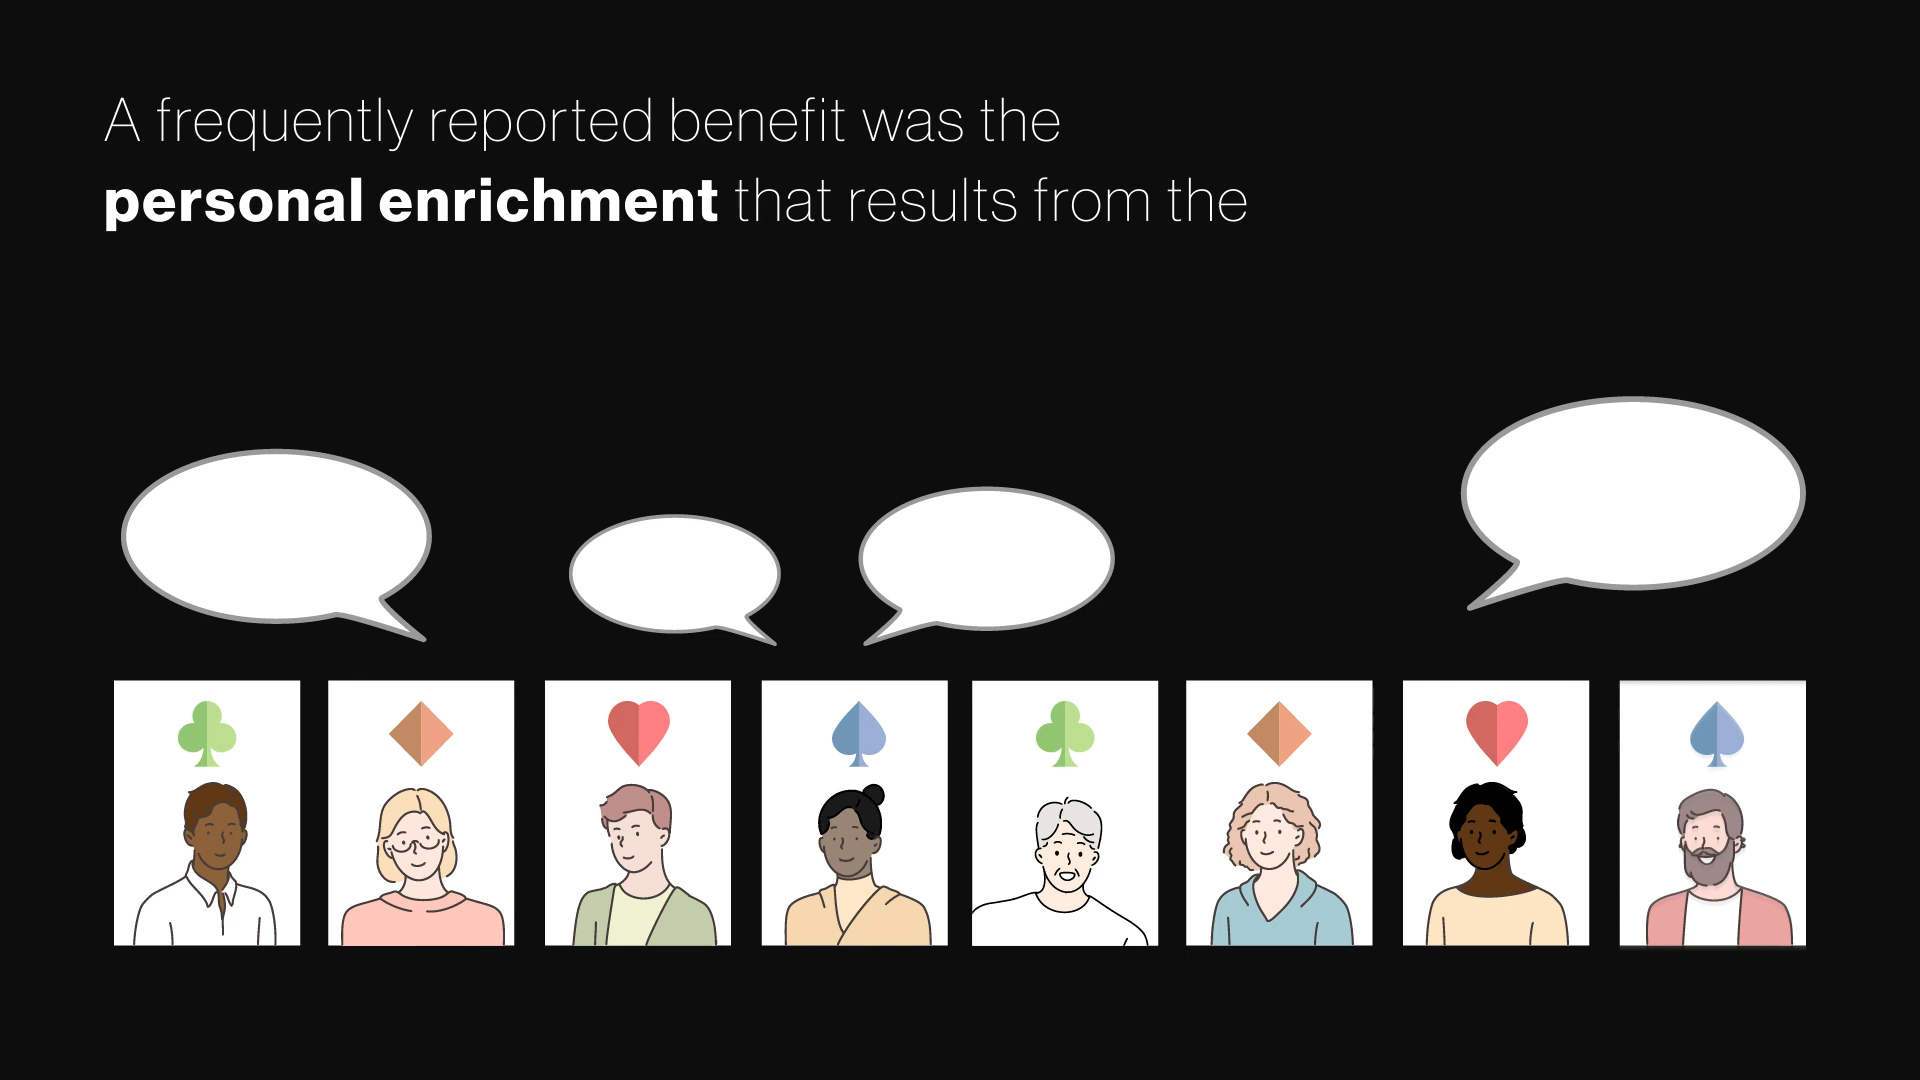 A frequently reported benefit was the
personal enrichment that results from the